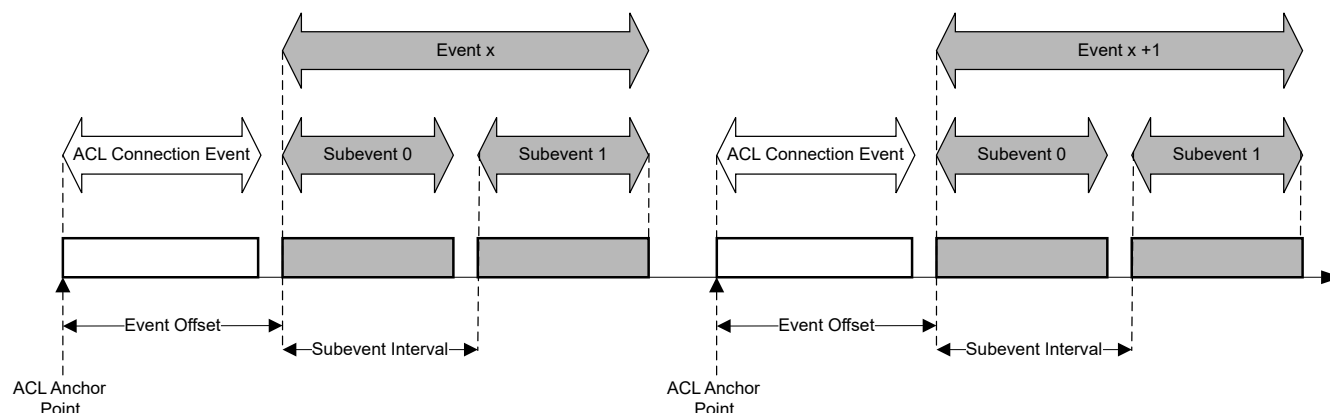 Event x
Event x +1
ACL Connection Event
Subevent 0
Subevent 1
ACL Connection Event
Subevent 0
Subevent 1
Event Offset
Event Offset
Subevent Interval
Subevent Interval
ACL Anchor
Point
ACL Anchor
Point